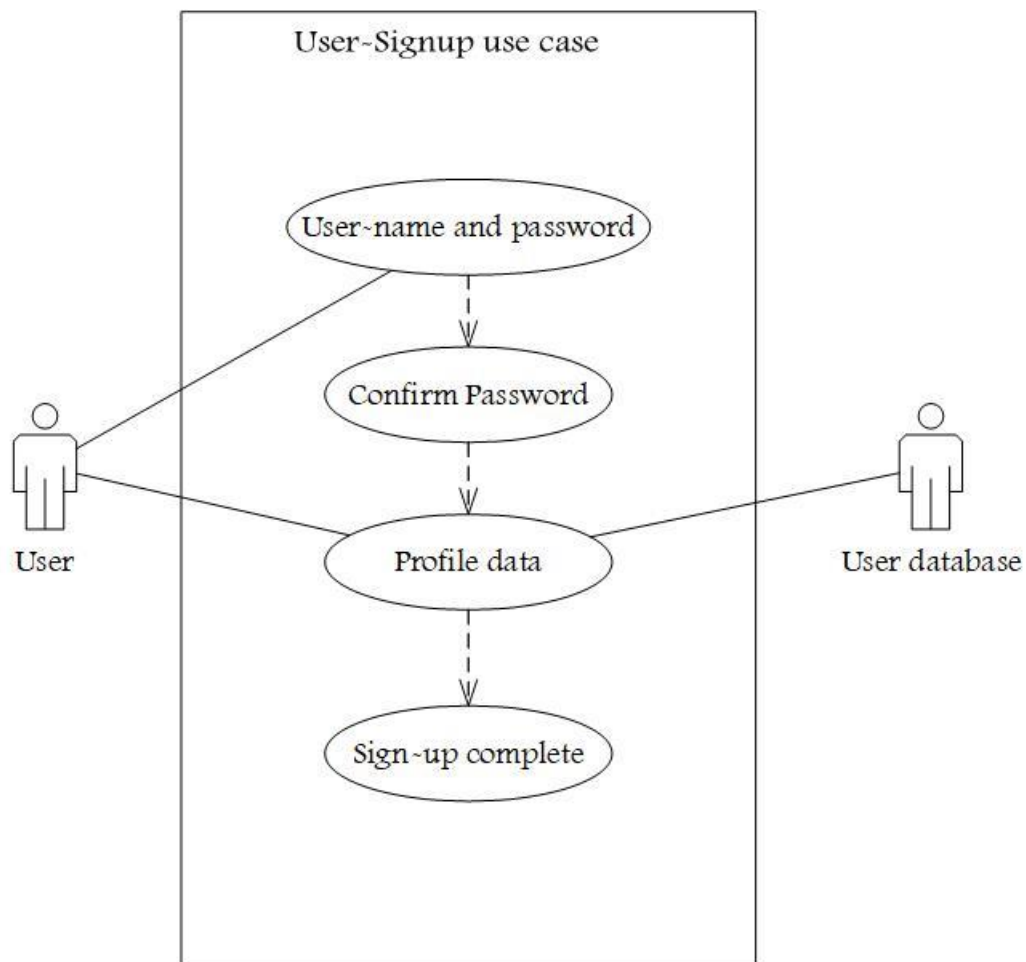 User-Signup use case
User-name and password
Confirm Password
Profile data
User
User database
Sign-up complete